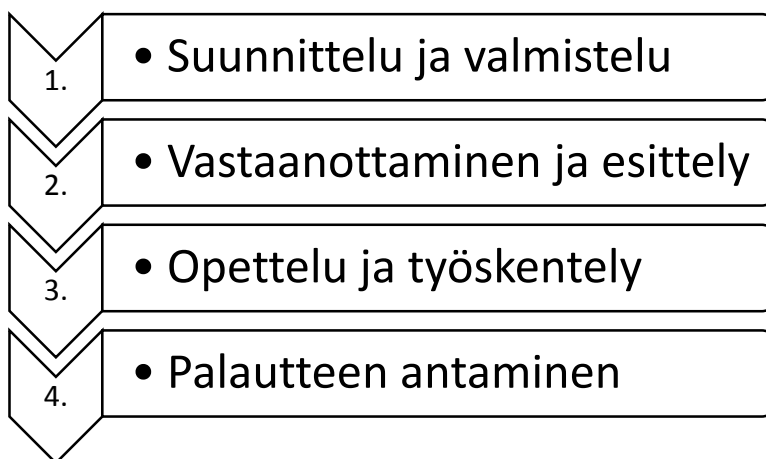 1. • Suunnittelu ja valmistelu
2. • Vastaanottaminen ja esittely
3. • Opettelu ja työskentely
4. • Palautteen antaminen